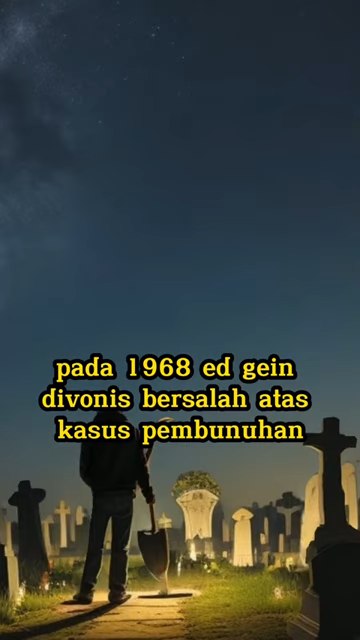 pada 1968 ed gein
divonis bersalah atas
kasus pembunuhan